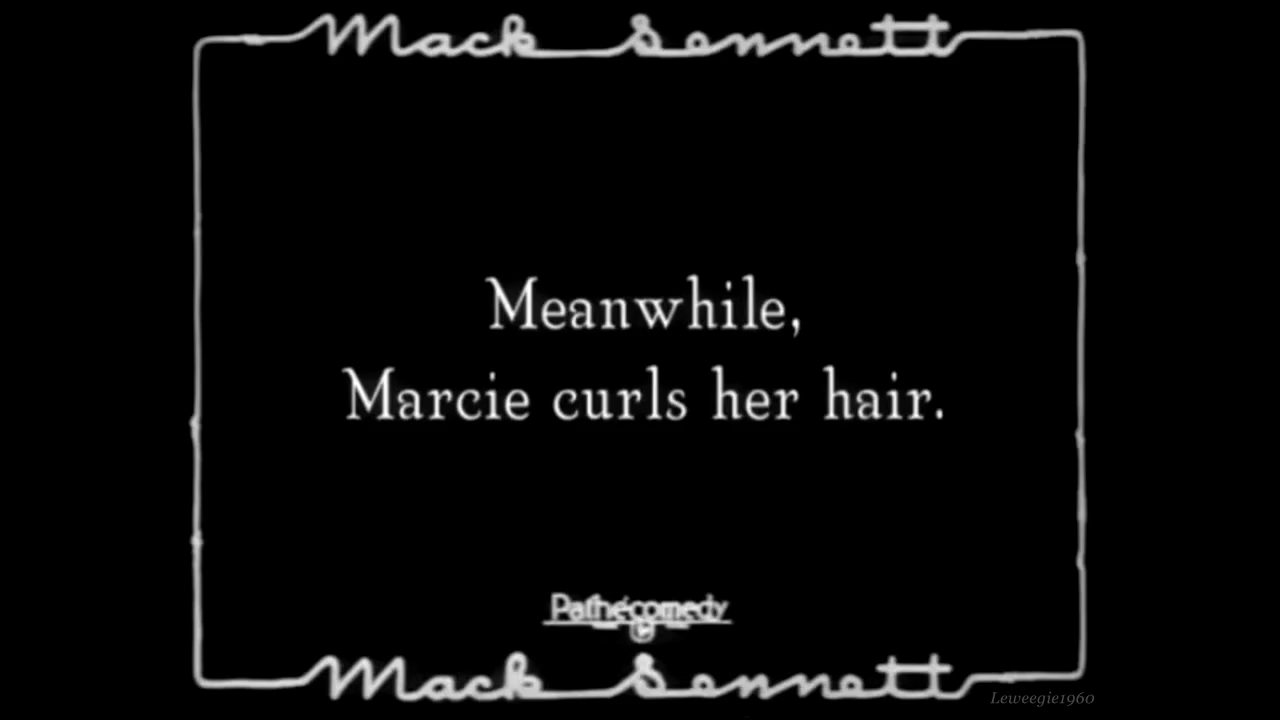 Mack Sennett
Meanwhile,
Marcie curls her hair.
Pathécomedy
Mack Sennett
Leweegie1960